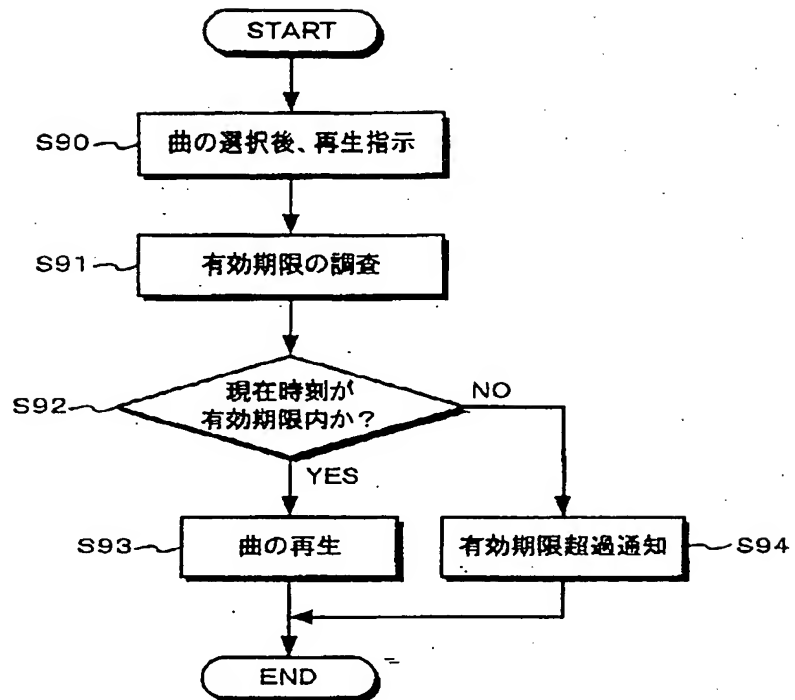 START
S90
曲の選択後、再生指示
S91
有効期限の調査
S92
現在時刻が
有効期限内か?
NO
YES
S93
曲の再生
有効期限超過通知
S94
END